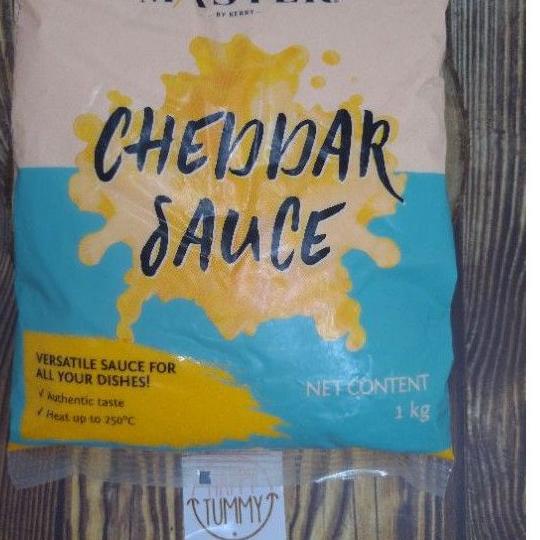 BY KERRY
CHEDDAR
SAUCE
VERSATILE SAUCE FOR
ALL YOUR DISHES!
✓ Authentic taste
✓ Heat up to 250°C
NET CONTENT
1 kg
TUMMY